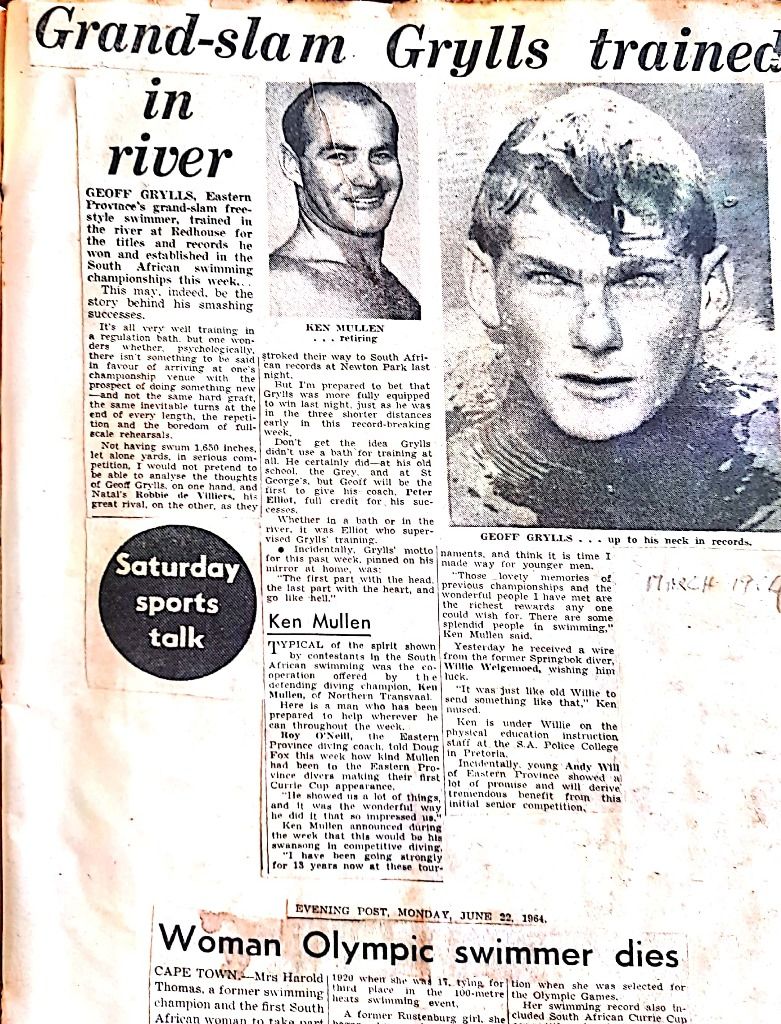 Grand-slam Grylls trained
in
river
GEOFF GRYLLS, Eastern
Province's grand-slam free-
style swimmer, trained in
the river at Redhouse for
the titles and records he
won and established in the
South African swimming
championships this week...
This may, indeed, be the
story behind his smashing
successes.
It's all very well training in
a regulation bath, but one won-
ders whether, psychologically,
there isn't something to be said
in favour of arriving at one's
championship venue with the
prospect of doing something new
—and not the same hard graft,
the same inevitable turns at the
end of every length, the repeti-
tion and the boredom of full-
scale rehearsals.
Not having swum 1,650 inches,
let alone yards, in serious com-
petition, I would not pretend to
be able to analyse the thoughts
of Geoff Grylls, on one hand, and
Natal's Robbie de Villiers, his
great rival, on the other, as they
Saturday
sports
talk
KEN MULLEN
... retiring
stroked their way to South Afri-
can records at Newton Park last
night.
But I'm prepared to bet that
Grylls was more fully equipped
to win last night, just as he was
in the three shorter distances
early in this record-breaking
week.
Don't get the idea Grylls
didn't use a bath for training at
all. He certainly did—at his old
school, the Grey, and at St
George's, but Geoff will be the
first to give his coach, Peter
Elliot, full credit for his suc-
cesses.
Whether in a bath or in the
river, it was Elliot who super-
vised Grylls' training.
● Incidentally, Grylls' motto
for this past week, pinned on his
mirror at home, was:
"The first part with the head,
the last part with the heart, and
go like hell."
Ken Mullen
TYPICAL of the spirit shown
by contestants in the South
African swimming was the co-
operation offered by the
defending diving champion, Ken
Mullen, of Northern Transvaal.
Here is a man who has been
prepared to help wherever he
can throughout the week.
Roy O'Neill, the Eastern
Province diving coach, told Doug
Fox this week how kind Mullen
had been to the Eastern Pro-
vince divers making their first
Currie Cup appearance.
"He showed us a lot of things,
and it was the wonderful way
he did it that so impressed us."
Ken Mullen announced during
the week that this would be his
swansong in competitive diving.
"I have been going strongly
for 13 years now at these tour-
GEOFF GRYLLS ... up to his neck in records.
naments, and think it is time I
made way for younger men.
"Those lovely memories of
previous championships and the
wonderful people I have met are
the richest rewards any one
could wish for. There are some
splendid people in swimming,"
Ken Mullen said.
Yesterday he received a wire
from the former Springbok diver,
Willie Welgemoed, wishing him
luck.
"It was just like old Willie to
send something like that," Ken
mused.
Ken is under Willie on the
physical education instruction
staff at the S.A. Police College
in Pretoria.
Incidentally, young Andy Will
of Eastern Province showed a
lot of promise and will derive
tremendous benefit from this
initial senior competition.
MARCH 1964
EVENING POST, MONDAY, JUNE 22, 1964.
Woman Olympic swimmer dies
CAPE TOWN.—Mrs Harold
Thomas, a former swimming
champion and the first South
African woman to take part
1920 when she was 17, tying for
third place in the 100-metre
heats swimming event.
A former Rustenburg girl, she
tion when she was selected for
the Olympic Games.
Her swimming record also in-
cluded South African Currie Cup